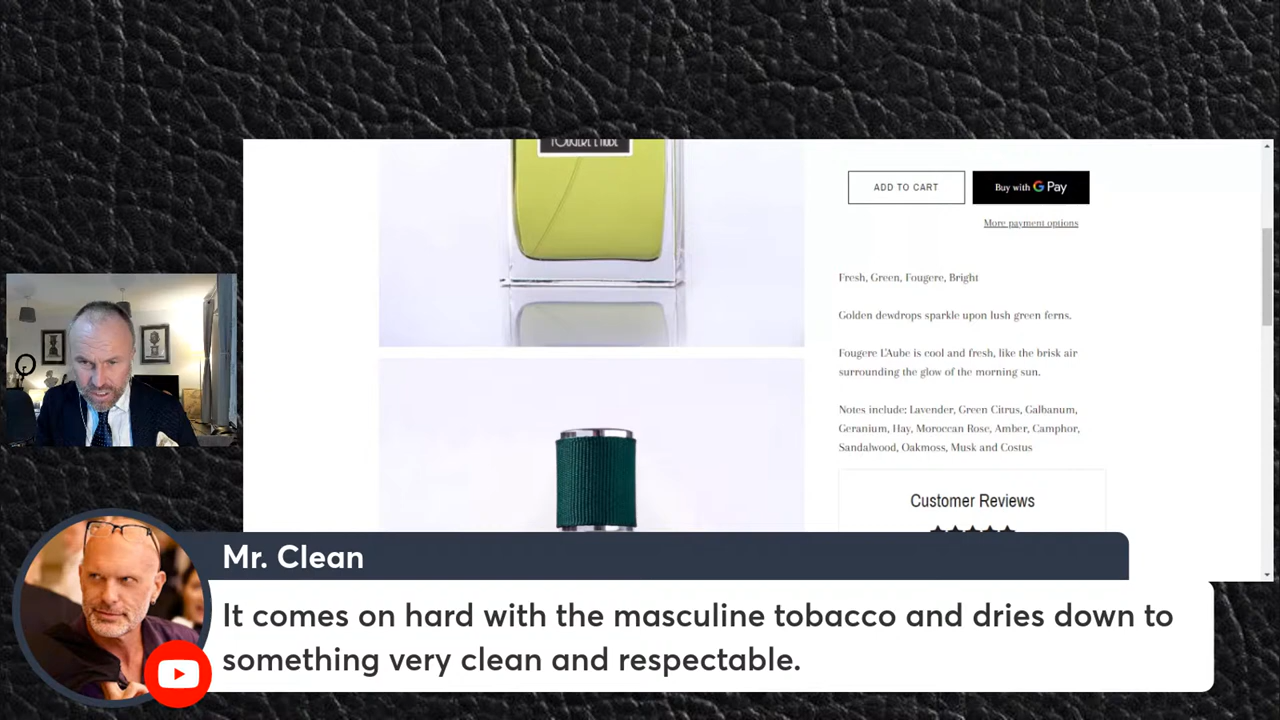 ADD TO CART
Buy with G Pay
More payment options
Fresh, Green, Fougere, Bright
Golden dewdrops sparkle upon lush green ferns.
Fougere L'Aube is cool and fresh, like the brisk air
surrounding the glow of the morning sun.
Notes include: Lavender, Green Citrus, Galbanum,
Geranium, Hay, Moroccan Rose, Amber, Camphor,
Sandalwood, Oakmoss, Musk and Costus
Customer Reviews
Mr. Clean
It comes on hard with the masculine tobacco and dries down to
something very clean and respectable.